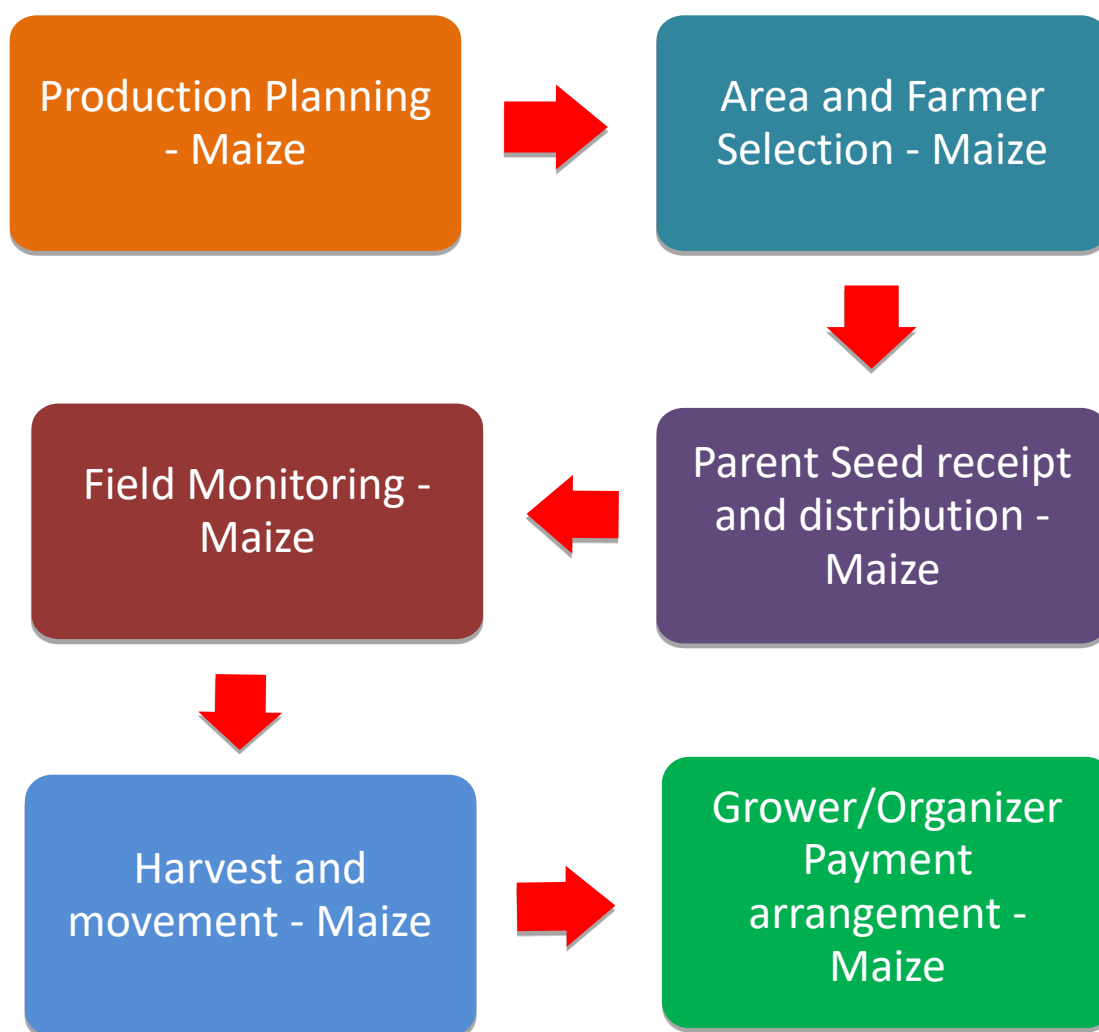 Production Planning
- Maize
Area and Farmer
Selection - Maize
Parent Seed receipt
and distribution -
Maize
Field Monitoring -
Maize
Harvest and
movement - Maize
Grower/Organizer
Payment
arrangement -
Maize